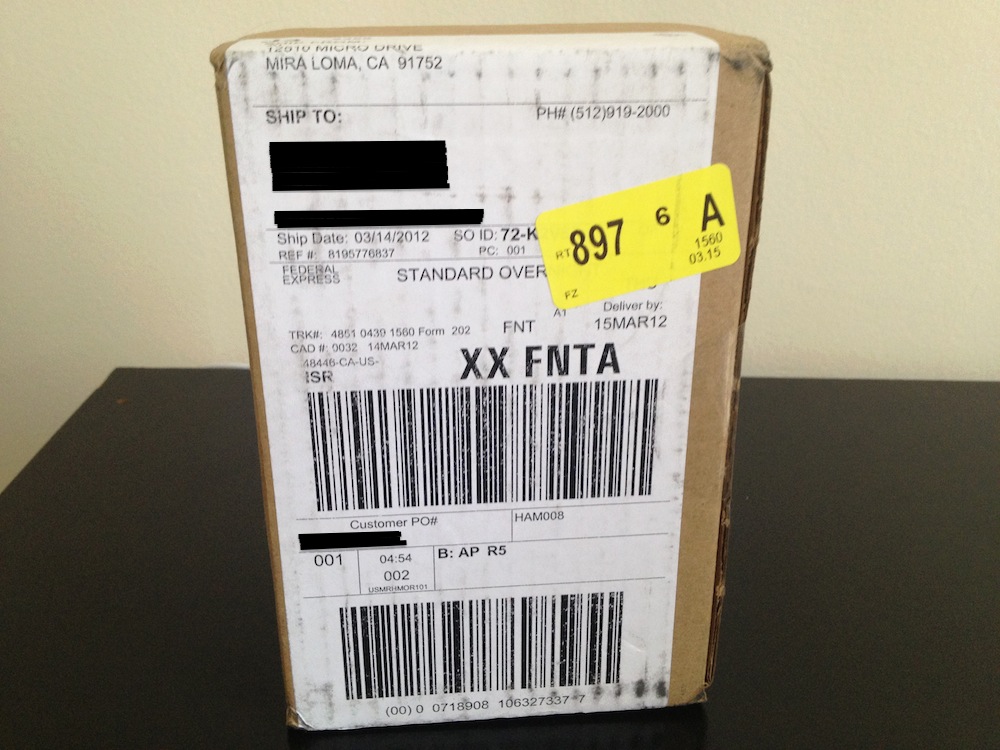 12610 MICRO DRIVE
MIRA LOMA, CA 91752
SHIP TO:
PH# (512)919-2000
Ship Date: 03/14/2012 SO ID: 72-K
REF #: 8195776837 PC: 001
FEDERAL
EXPRESS
STANDARD OVER
RT 897 6 A
1560
03.15
FZ
A1
Deliver by:
TRK#: 4851 0439 1560 Form 202
FNT
15MAR12
CAD #: 0032 14MAR12
48446-CA-US-
ISR
XX FNTA
Customer PO#
HAM008
001
04:54
002
USMRHMOR101
B: AP R5
(00) 0 0718908 106327337 7